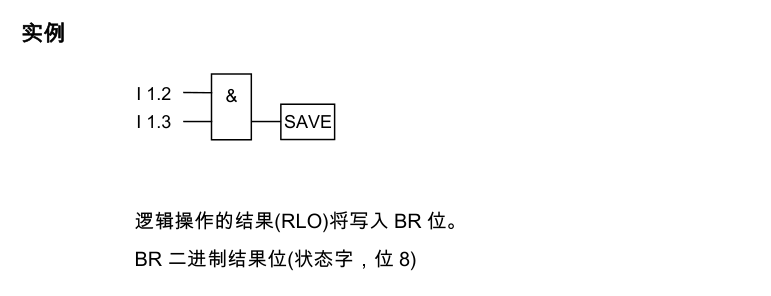 实例
I 1.2
&
I 1.3
SAVE
逻辑操作的结果(RLO)将写入 BR 位。
BR 二进制结果位(状态字，位 8)